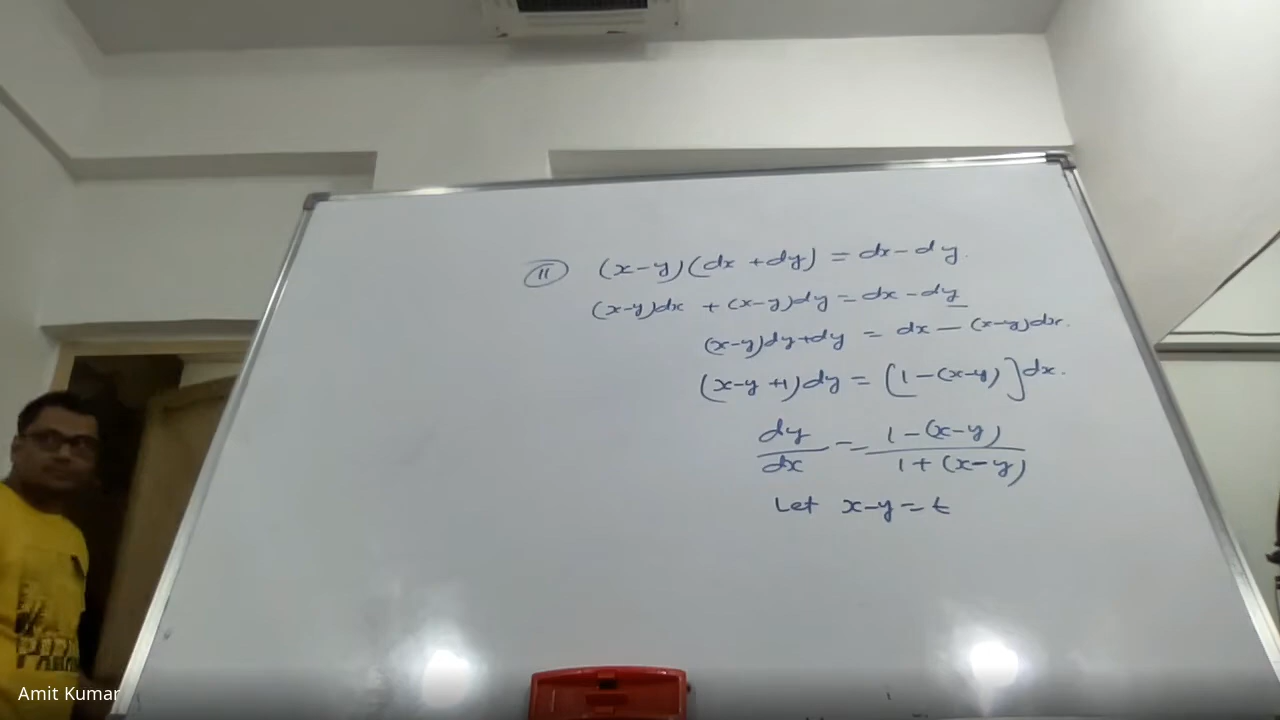 (11) (x-y)(dx +dy) = dx-dy.
(x-y)dx + (x-y)dy = dx -dy
(x-y)dy+dy = dx - (x-y)dx.
(x-y +1)dy = [1-(x-y)]dx.
dy/dx = 1-(x-y)/1+(x-y)
Let x-y=t
Amit Kumar